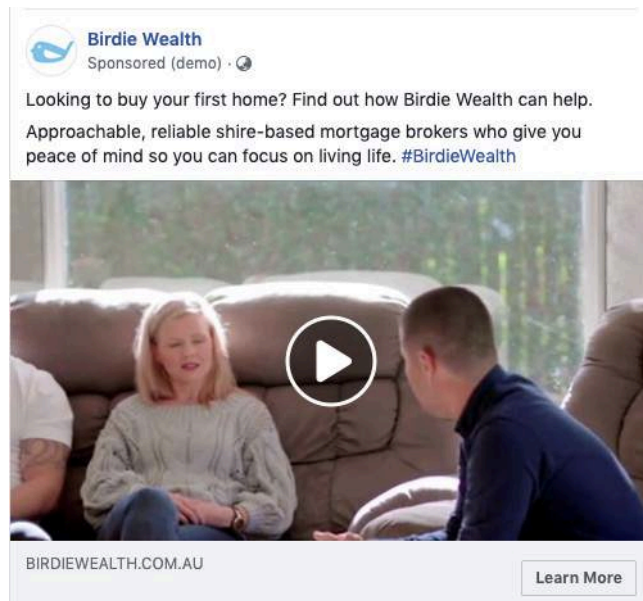 Birdie Wealth
Sponsored (demo) ·
Looking to buy your first home? Find out how Birdie Wealth can help.
Approachable, reliable shire-based mortgage brokers who give you
peace of mind so you can focus on living life. #BirdieWealth
BIRDIEWEALTH.COM.AU
Learn More